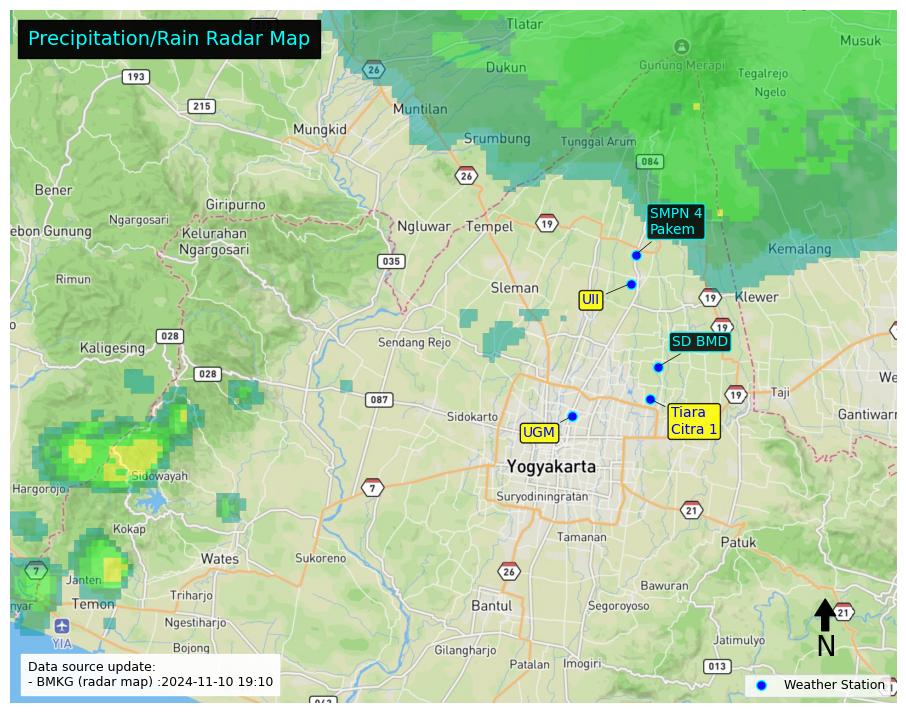 Precipitation/Rain Radar Map
Tlatar
Musuk
26
Dukun
Gunung Merapi
Tegalrejo
193
Ngelo
215
Muntilan
Mungkid
Srumbung
Tunggal Arum
084
26
Bener
Giripurno
Ngargosari
SMPN 4
Pakem
ebon Gunung
Kelurahan
Ngargosari
Ngluwar
Tempel
19
Kemalang
035
Rimun
Sleman
UII
19
Klewer
19
028
Kaligesing
Sendang Rejo
SD BMD
028
We
087
Taji
19
Sidokarto
Tiara
Citra 1
Gantiwarn
UGM
Yogyakarta
Sidowayah
Hargorojo
7
Suryodiningratan
21
Kokap
Tamanan
Patuk
Wates
Sukoreno
7
26
Janten
Bawuran
nyar
Temon
Triharjo
Bantul
Segoroyoso
21
YIA
Ngestiharjo
N
Bojong
Gilangharjo
Jatimulyo
Patalan
Imogiri
013
Data source update:
- BMKG (radar map) :2024-11-10 19:10
Weather Station